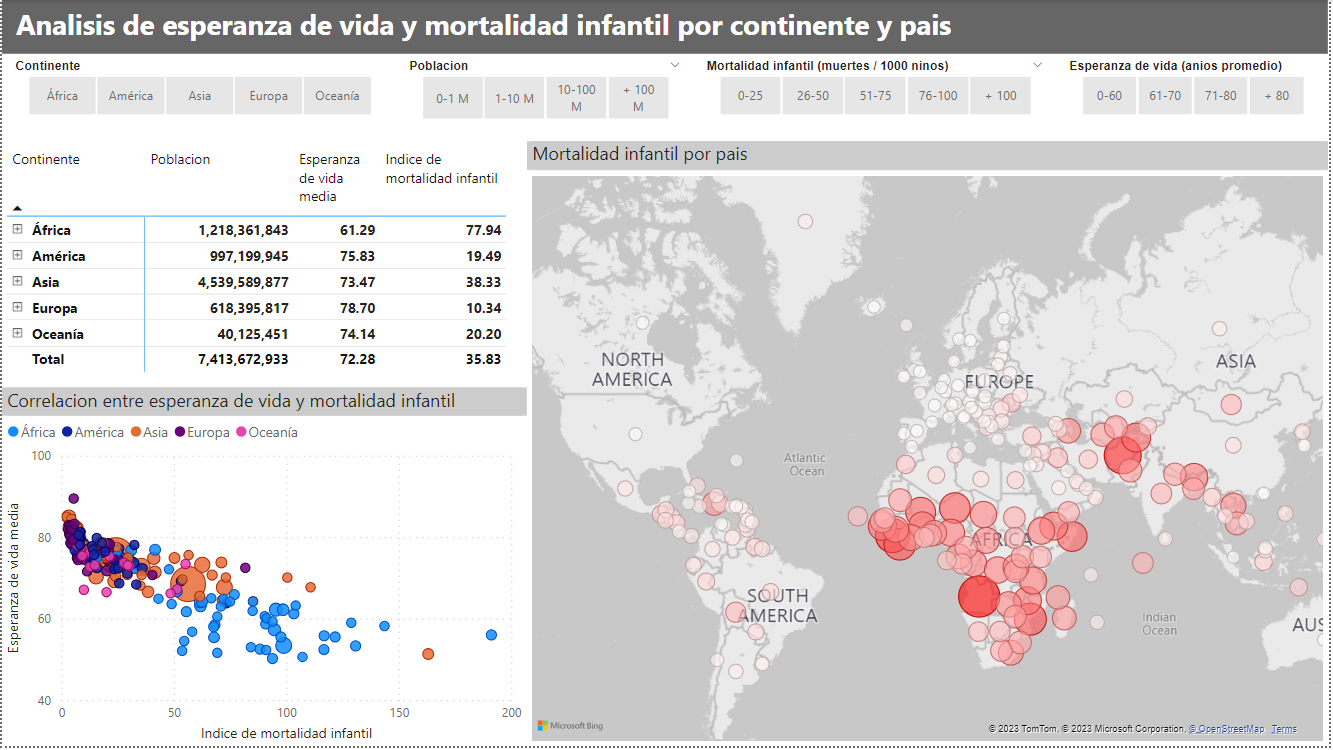 Analisis de esperanza de vida y mortalidad infantil por continente y pais
Continente
África América Asia Europa Oceanía
Poblacion
0-1 M 1-10 M 10-100 M + 100 M
Mortalidad infantil (muertes / 1000 ninos)
0-25 26-50 51-75 76-100 + 100
Esperanza de vida (anios promedio)
0-60 61-70 71-80 + 80
Continente Poblacion Esperanza de vida media Indice de mortalidad infantil
África 1,218,361,843 61.29 77.94
América 997,199,945 75.83 19.49
Asia 4,539,589,877 73.47 38.33
Europa 618,395,817 78.70 10.34
Oceanía 40,125,451 74.14 20.20
Total 7,413,672,933 72.28 35.83
Correlacion entre esperanza de vida y mortalidad infantil
África América Asia Europa Oceanía
Esperanza de vida media
100
80
60
40
0 50 100 150 200
Indice de mortalidad infantil
Mortalidad infantil por pais
NORTH
AMERICA
EUROPE
ASIA
Atlantic
Ocean
AFRICA
SOUTH
AMERICA
Indian
Ocean
AUS
Microsoft Bing
© 2023 TomTom, © 2023 Microsoft Corporation, © OpenStreetMap Terms